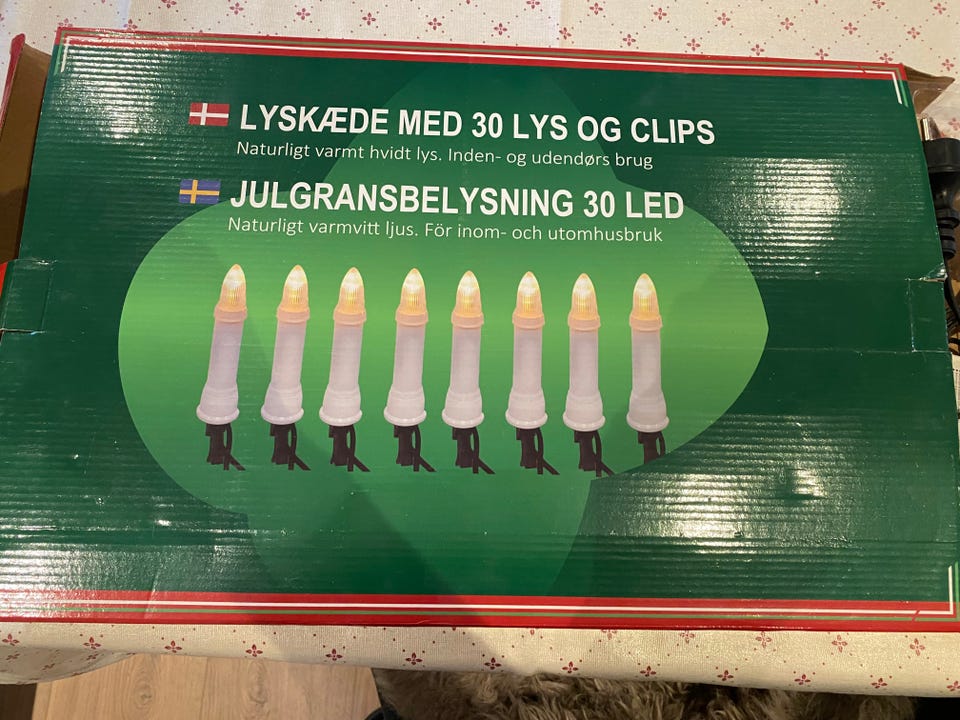 LYSKÆDE MED 30 LYS OG CLIPS
Naturligt varmt hvidt lys. Inden- og udendørs brug
JULGRANSBELYSNING 30 LED
Naturligt varmvitt ljus. För inom- och utomhusbruk